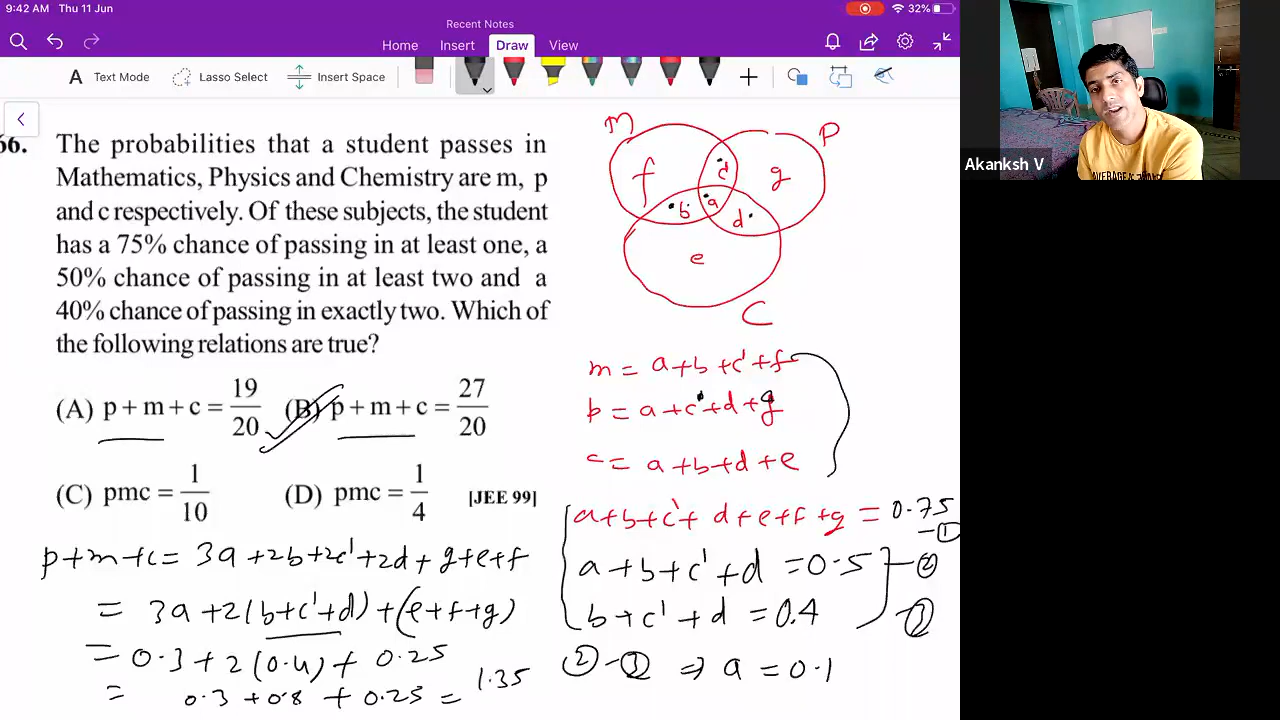 9:42 AM Thu 11 Jun
32%
Recent Notes
Home Insert Draw View
A Text Mode Lasso Select Insert Space
66. The probabilities that a student passes in
Mathematics, Physics and Chemistry are m, p
and c respectively. Of these subjects, the student
has a 75% chance of passing in at least one, a
50% chance of passing in at least two and a
40% chance of passing in exactly two. Which of
the following relations are true?
(A) p + m + c = 19/20 (B) p + m + c = 27/20
(C) pmc = 1/10 (D) pmc = 1/4 [JEE 99]
p+m+c = 3a+2b+2c'+2d+g+e+f
= 3a+2(b+c'+d)+(e+f+g)
= 0.3+2(0.4)+0.25
= 0.3+0.8+0.25 = 1.35
M P
f c' g
b a d
e
C
m = a+b+c'+f
p = a+c'+d+g
c = a+b+d+e
a+b+c'+d+e+f+g = 0.75 -①
a+b+c'+d = 0.5 -②
b+c'+d = 0.4
⇒ a = 0.1
Akanksh V